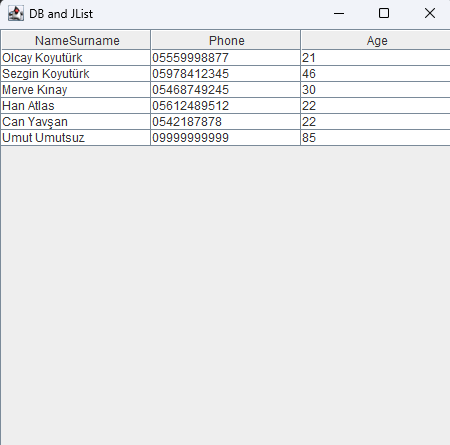 DB and JList
NameSurname Phone Age
Olcay Koyutürk 05559998877 21
Sezgin Koyutürk 05978412345 46
Merve Kınay 05468749245 30
Han Atlas 05612489512 22
Can Yavşan 0542187878 22
Umut Umutsuz 09999999999 85